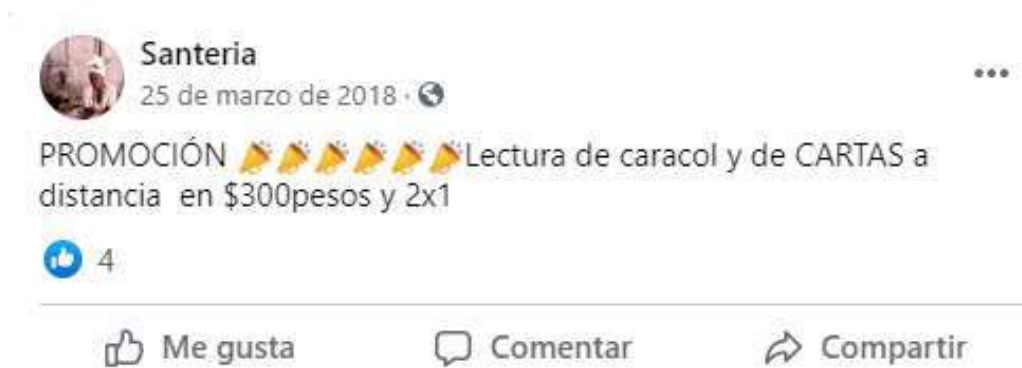 Santeria
25 de marzo de 2018 ·
PROMOCIÓN 🎉🎉🎉🎉🎉🎉Lectura de caracol y de CARTAS a
distancia en $300pesos y 2x1
4
Me gusta
Comentar
Compartir